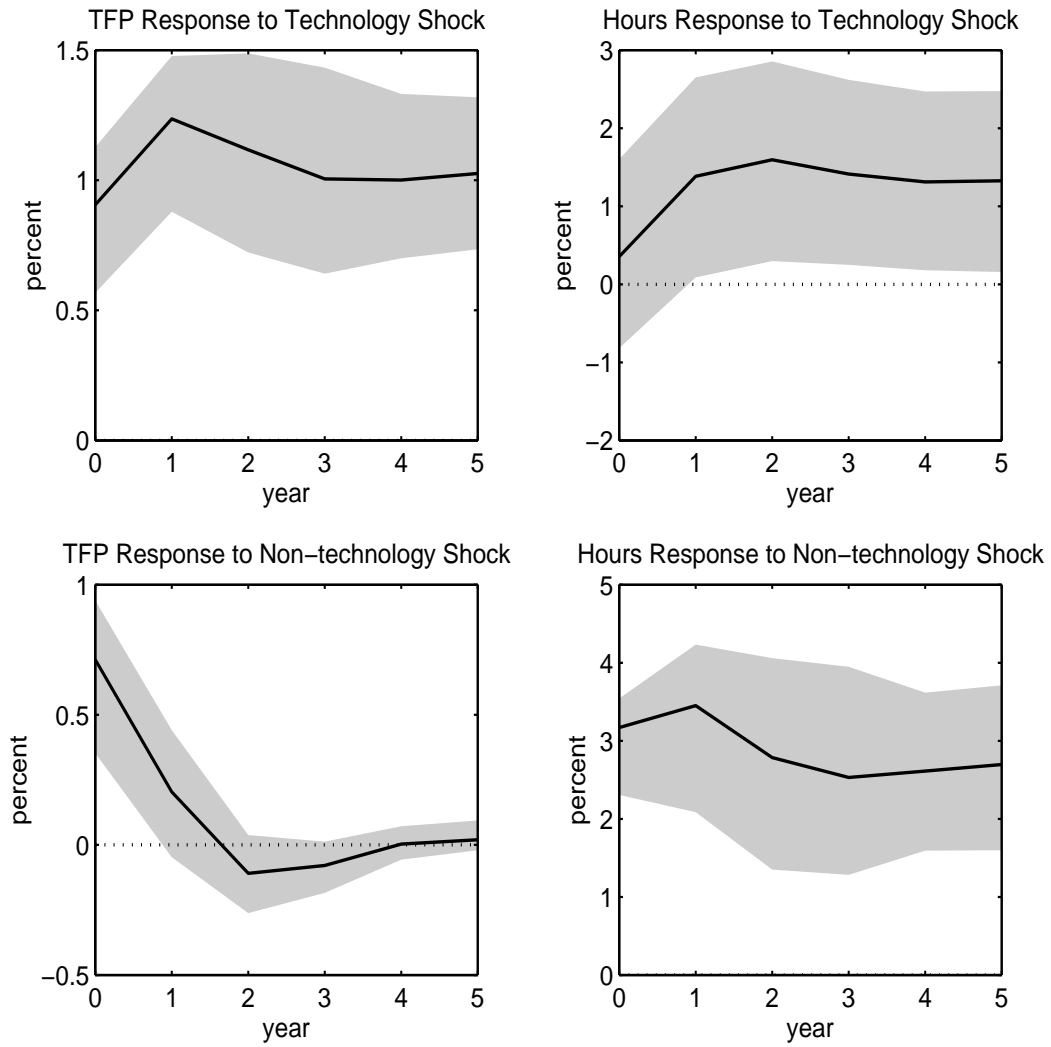 TFP Response to Technology Shock
1.5
1
0.5
0
percent
0 1 2 3 4 5
year
Hours Response to Technology Shock
3
2
1
0
−1
−2
percent
0 1 2 3 4 5
year
TFP Response to Non−technology Shock
1
0.5
0
−0.5
percent
0 1 2 3 4 5
year
Hours Response to Non−technology Shock
5
4
3
2
1
0
percent
0 1 2 3 4 5
year